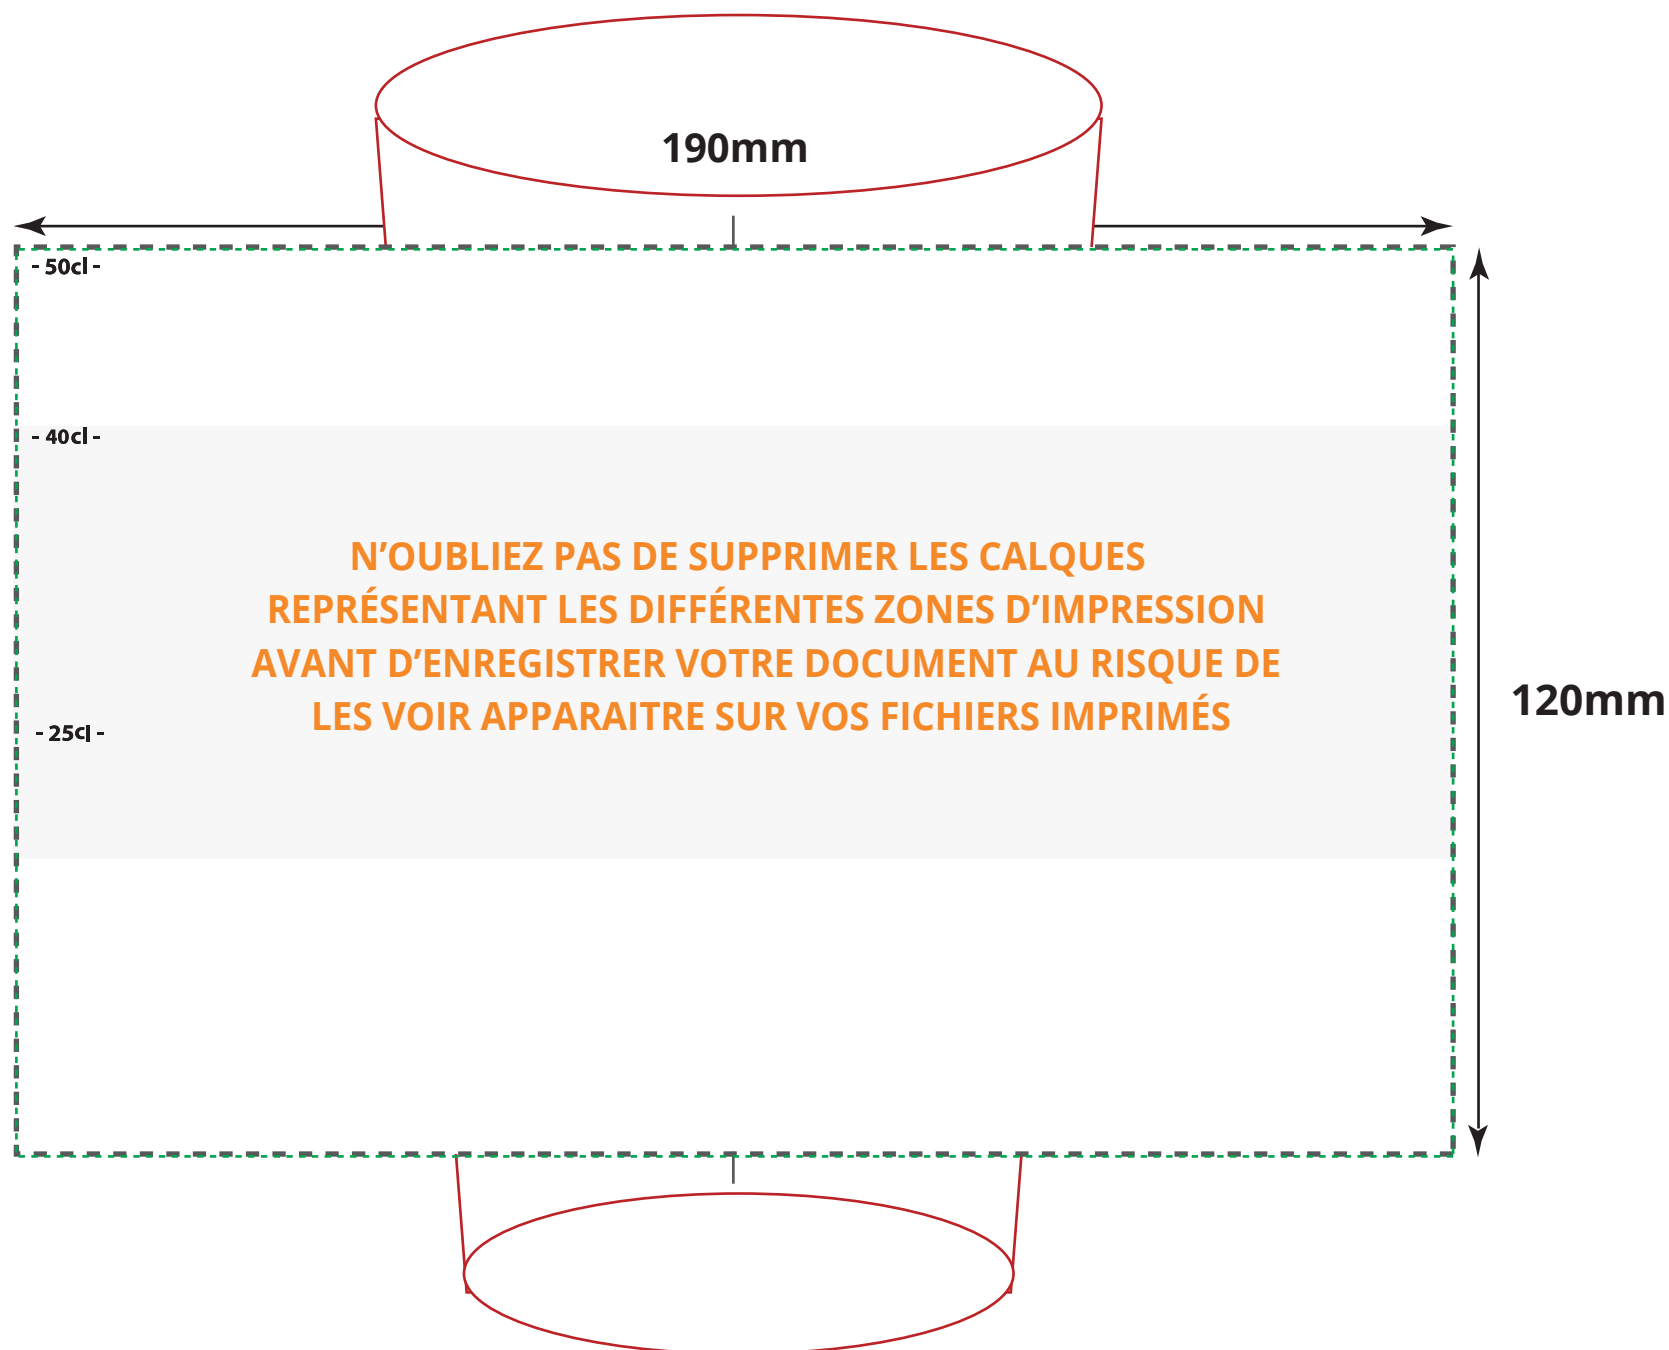 190mm
- 50cl -
- 40cl -
N’OUBLIEZ PAS DE SUPPRIMER LES CALQUES
REPRÉSENTANT LES DIFFÉRENTES ZONES D’IMPRESSION
AVANT D’ENREGISTRER VOTRE DOCUMENT AU RISQUE DE
LES VOIR APPARAITRE SUR VOS FICHIERS IMPRIMÉS
120mm
- 25cl -